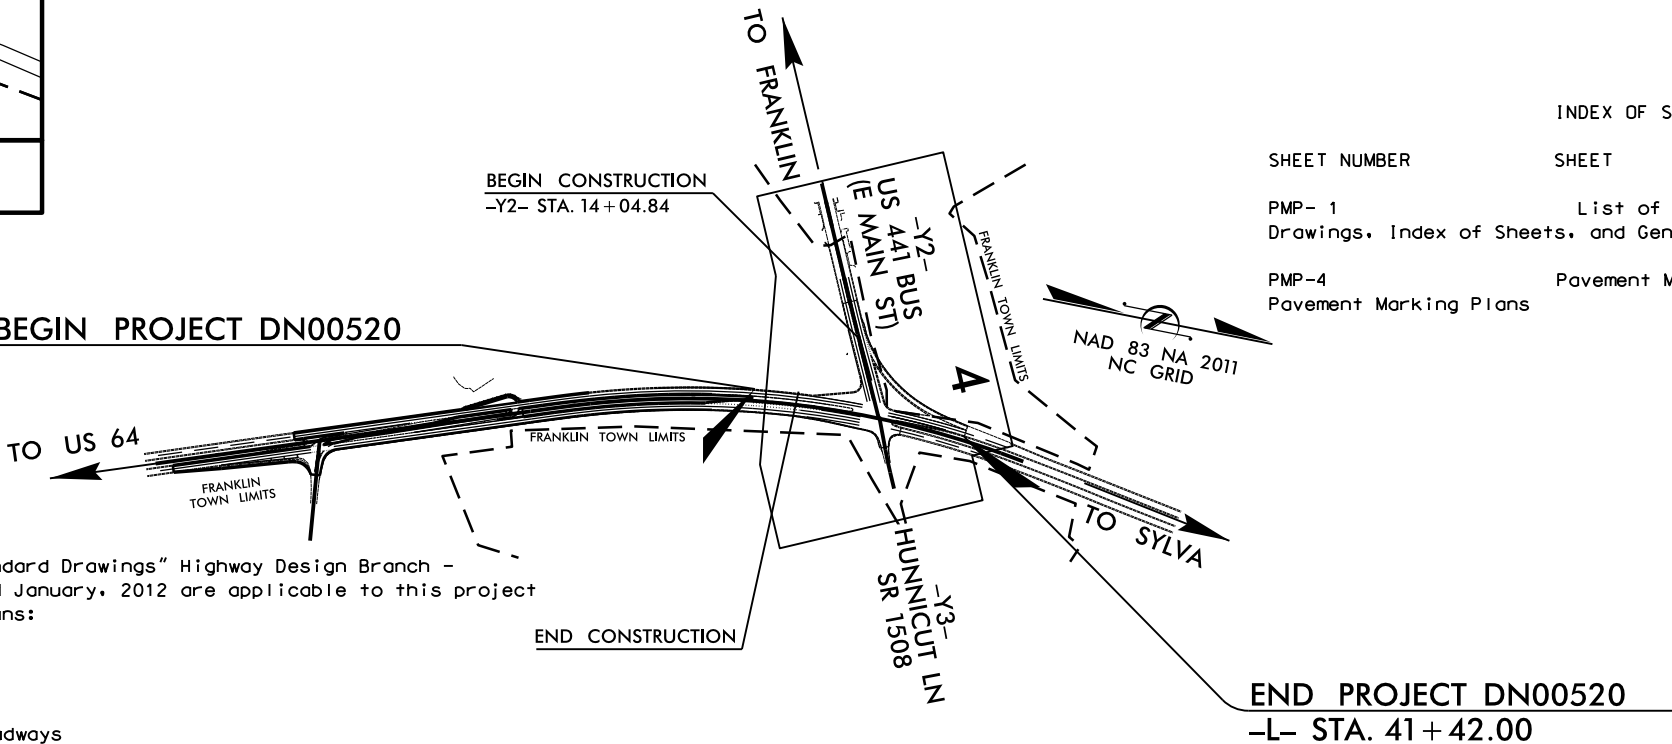 TO FRANKLIN
INDEX OF S
SHEET NUMBER SHEET
PMP- 1 List of
Drawings, Index of Sheets, and Gen
PMP-4 Pavement M
Pavement Marking Plans
BEGIN CONSTRUCTION
-Y2- STA. 14+04.84
-Y2-
US 441 BUS
(E MAIN ST)
FRANKLIN TOWN LIMITS
4
NAD 83 NA 2011
NC GRID
BEGIN PROJECT DN00520
TO US 64
FRANKLIN TOWN LIMITS
FRANKLIN
TOWN LIMITS
TO SYLVA
-Y3-
HUNNICUT LN
SR 1508
ndard Drawings" Highway Design Branch -
January, 2012 are applicable to this project
ans:
END CONSTRUCTION
END PROJECT DN00520
-L- STA. 41+42.00
adways